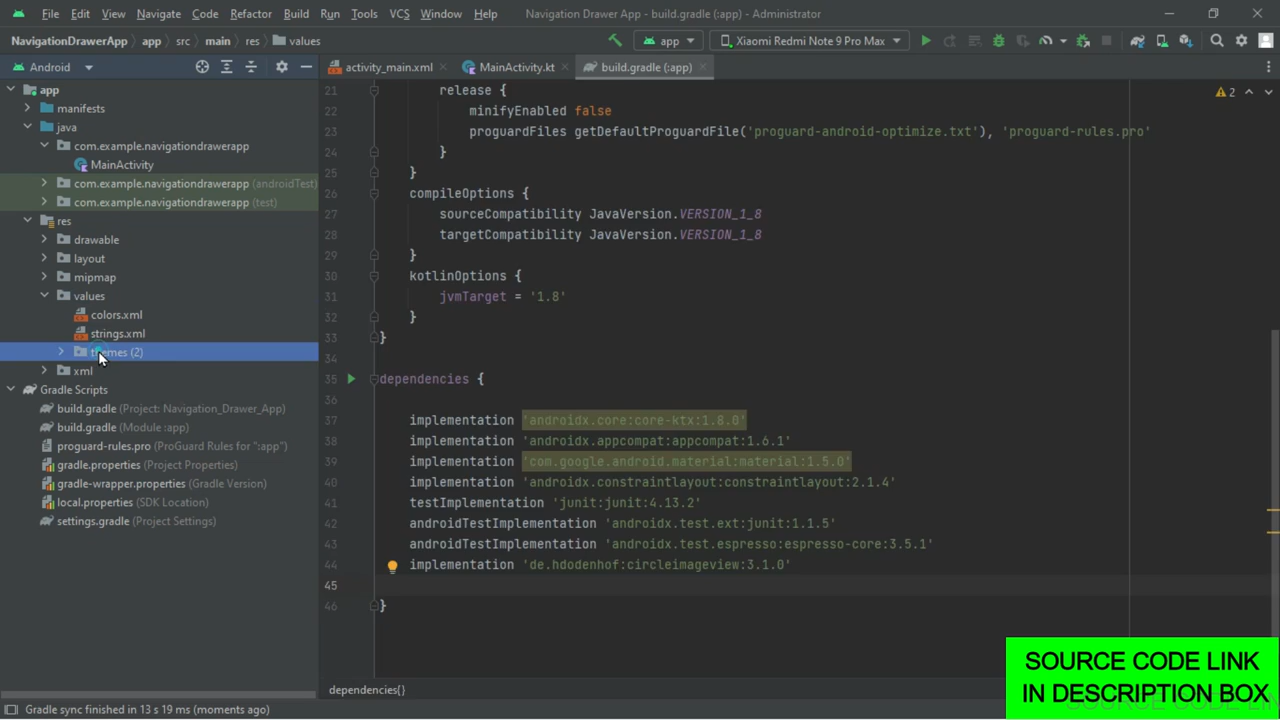 File Edit View Navigate Code Refactor Build Run Tools VCS Window Help Navigation Drawer App - build.gradle (:app) - Administrator
NavigationDrawerApp app src main res values app Xiaomi Redmi Note 9 Pro Max
Android activity_main.xml MainActivity.kt build.gradle (:app)
app
manifests
java
com.example.navigationdrawerapp
MainActivity
com.example.navigationdrawerapp (androidTest)
com.example.navigationdrawerapp (test)
res
drawable
layout
mipmap
values
colors.xml
strings.xml
themes (2)
xml
Gradle Scripts
build.gradle (Project: Navigation_Drawer_App)
build.gradle (Module :app)
proguard-rules.pro (ProGuard Rules for ":app")
gradle.properties (Project Properties)
gradle-wrapper.properties (Gradle Version)
local.properties (SDK Location)
settings.gradle (Project Settings)
2
21 release {
22 minifyEnabled false
23 proguardFiles getDefaultProguardFile('proguard-android-optimize.txt'), 'proguard-rules.pro'
24 }
25 }
26 compileOptions {
27 sourceCompatibility JavaVersion.VERSION_1_8
28 targetCompatibility JavaVersion.VERSION_1_8
29 }
30 kotlinOptions {
31 jvmTarget = '1.8'
32 }
33 }
34
35 dependencies {
36
37 implementation 'androidx.core:core-ktx:1.8.0'
38 implementation 'androidx.appcompat:appcompat:1.6.1'
39 implementation 'com.google.android.material:material:1.5.0'
40 implementation 'androidx.constraintlayout:constraintlayout:2.1.4'
41 testImplementation 'junit:junit:4.13.2'
42 androidTestImplementation 'androidx.test.ext:junit:1.1.5'
43 androidTestImplementation 'androidx.test.espresso:espresso-core:3.5.1'
44 implementation 'de.hdodenhof:circleimageview:3.1.0'
45
46 }
dependencies{}
SOURCE CODE LINK
IN DESCRIPTION BOX
Gradle sync finished in 13 s 19 ms (moments ago)